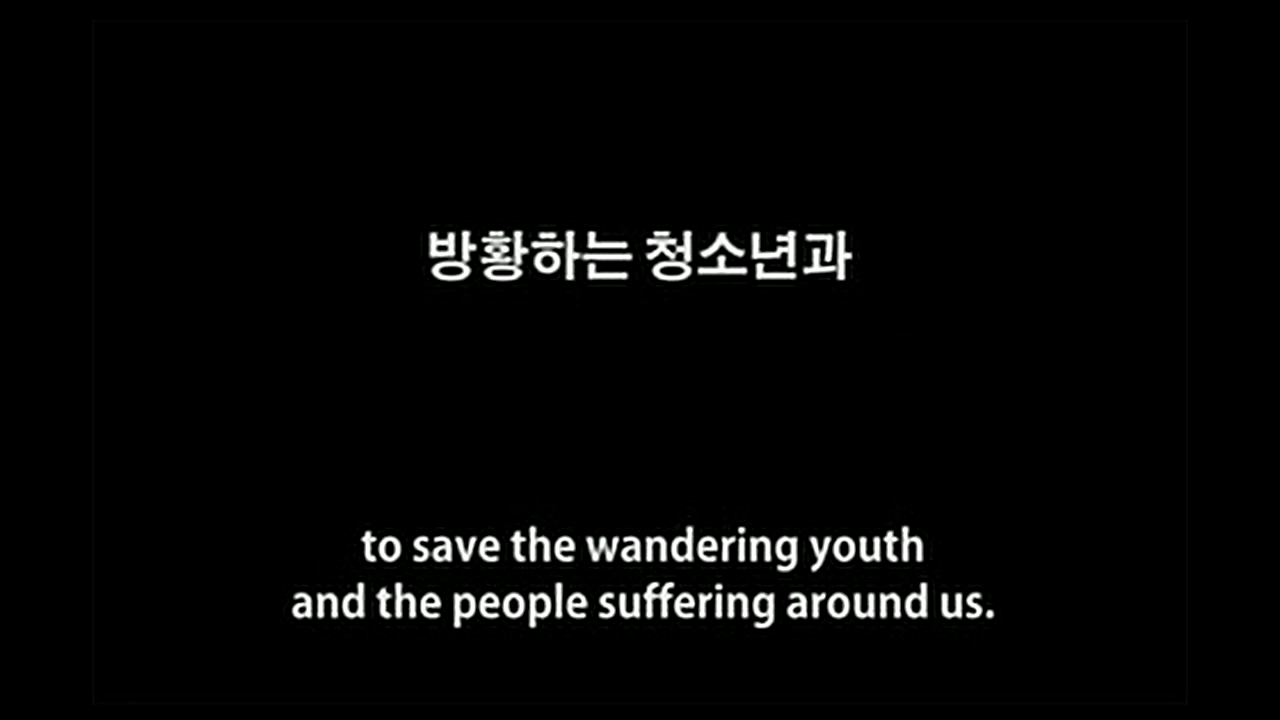 방황하는 청소년과
to save the wandering youth
and the people suffering around us.